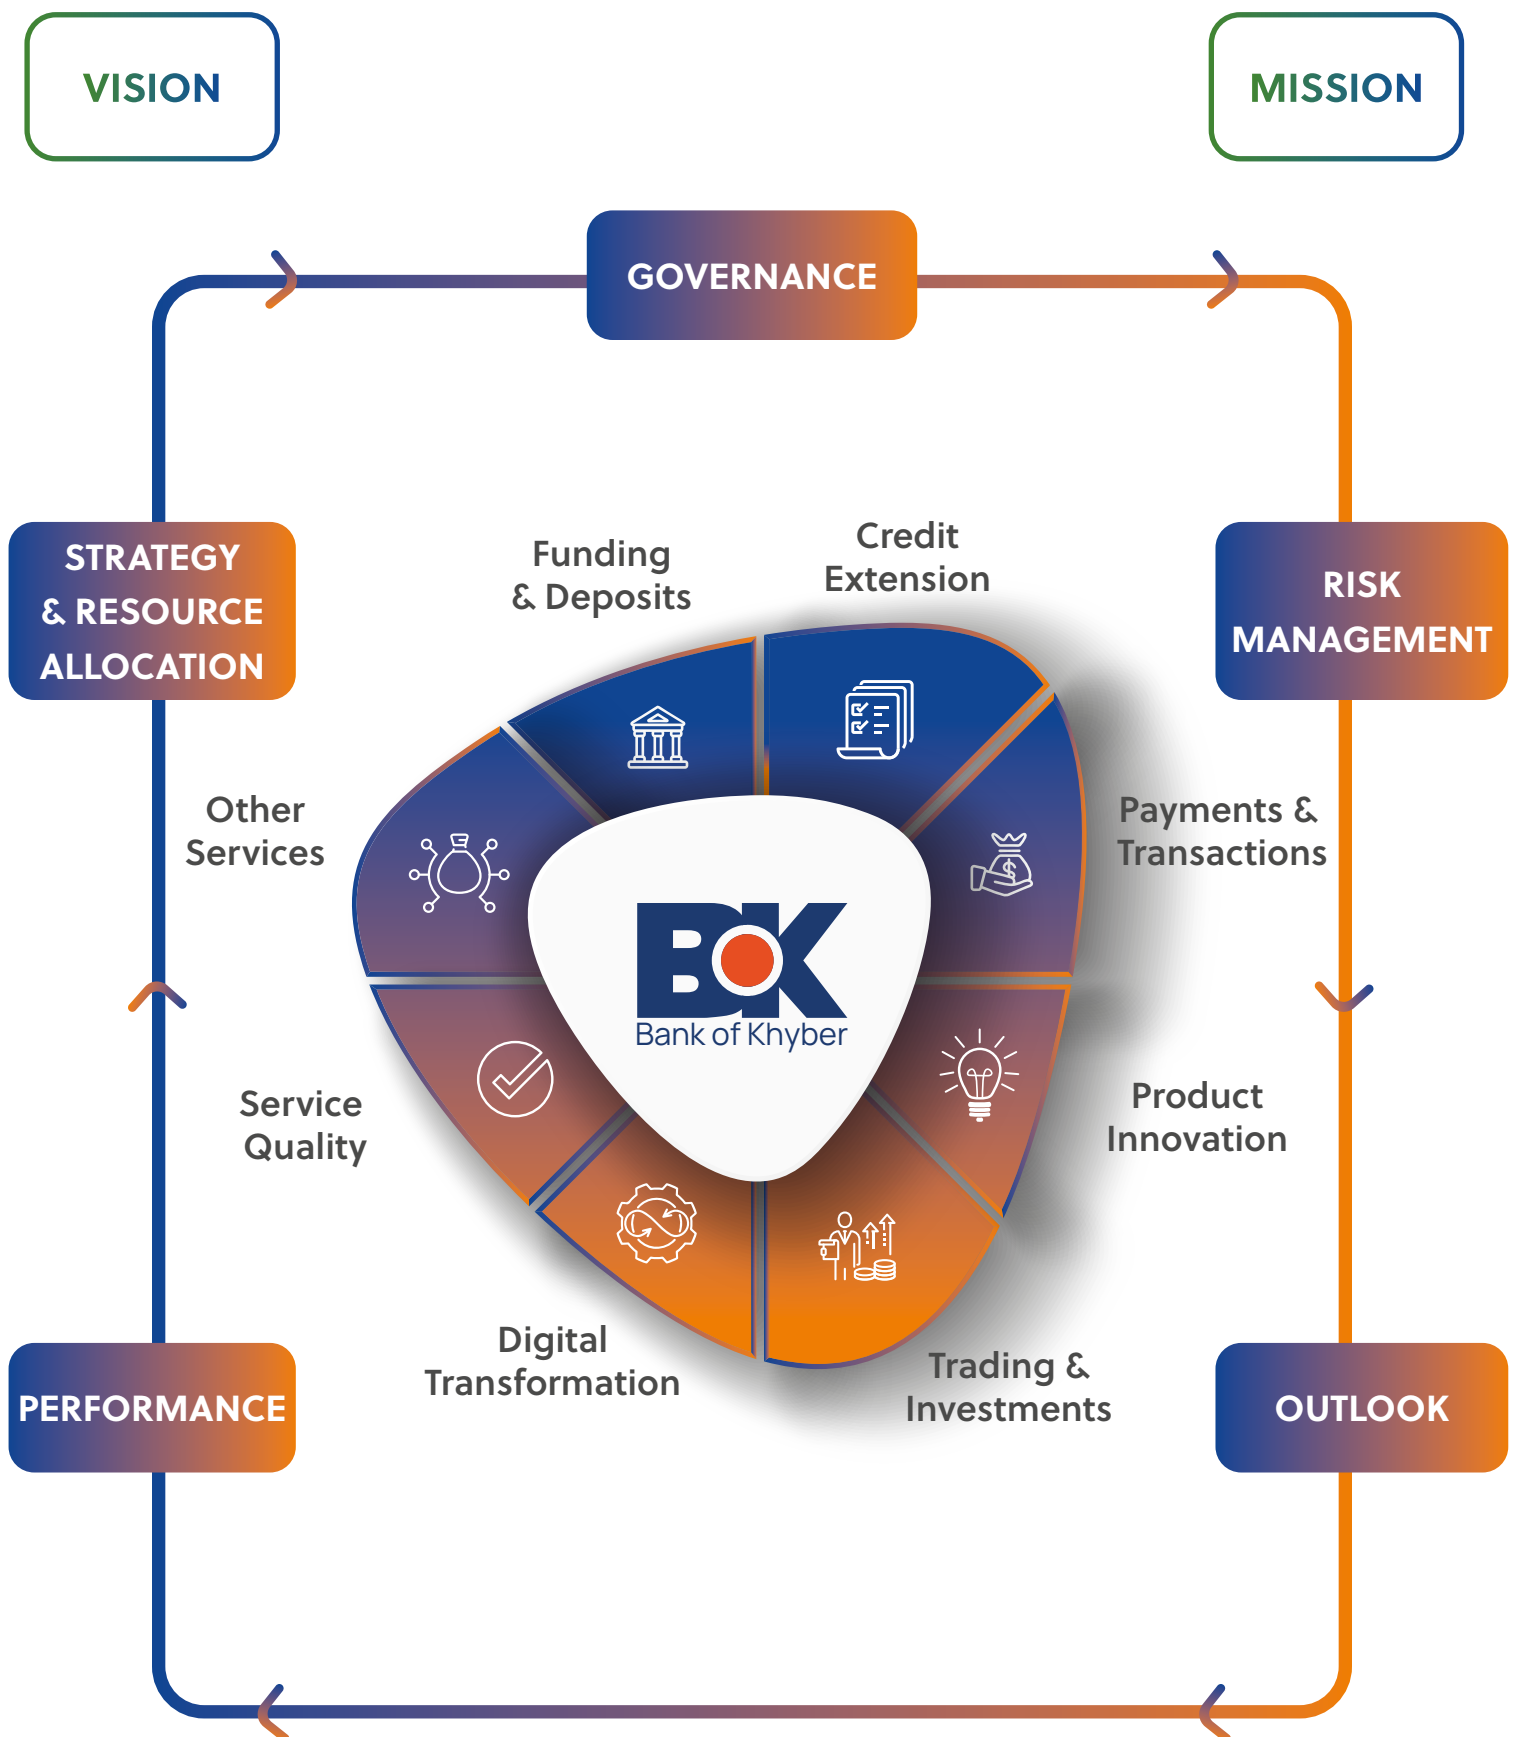 VISION
MISSION
GOVERNANCE
STRATEGY
& RESOURCE
ALLOCATION
RISK
MANAGEMENT
Funding
& Deposits
Credit
Extension
Other
Services
Payments &
Transactions
BOK
Bank of Khyber
Service
Quality
Product
Innovation
Digital
Transformation
Trading &
Investments
PERFORMANCE
OUTLOOK